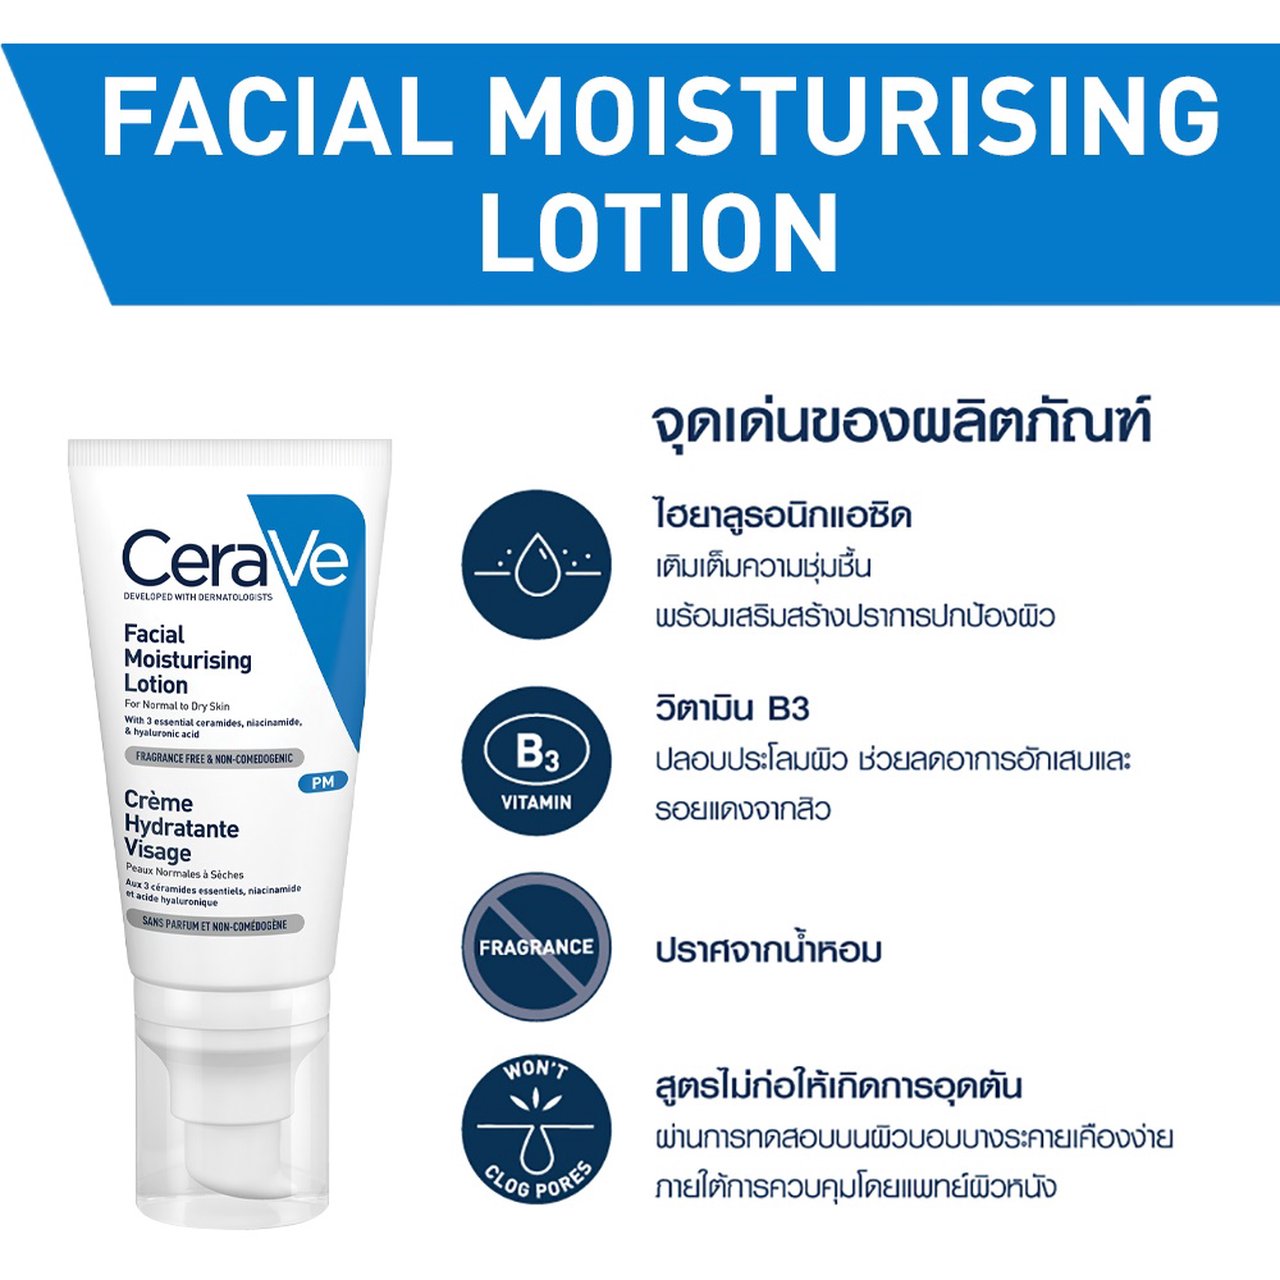 FACIAL MOISTURISING
LOTION
จุดเด่นของผลิตภัณฑ์
CeraVe
DEVELOPED WITH DERMATOLOGISTS
Facial
Moisturising
Lotion
For Normal to Dry Skin
With 3 essential ceramides, niacinamide,
& hyaluronic acid
FRAGRANCE FREE & NON-COMEDOGENIC
PM
Crème
Hydratante
Visage
Peaux Normales à Sèches
Aux 3 céramides essentiels, niacinamide
et acide hyaluronique
SANS PARFUM ET NON-COMÉDOGÈNE
ไฮยาลูรอนิกแอซิด
เติมเต็มความชุ่มชื้น
พร้อมเสริมสร้างปราการปกป้องผิว
B3
VITAMIN
วิตามิน B3
ปลอบประโลมผิว ช่วยลดอาการอักเสบและ
รอยแดงจากสิว
FRAGRANCE
ปราศจากน้ำหอม
WON'T
CLOG PORES
สูตรไม่ก่อให้เกิดการอุดตัน
ผ่านการทดสอบบนผิวบอบบางระคายเคืองง่าย
ภายใต้การควบคุมโดยแพทย์ผิวหนัง